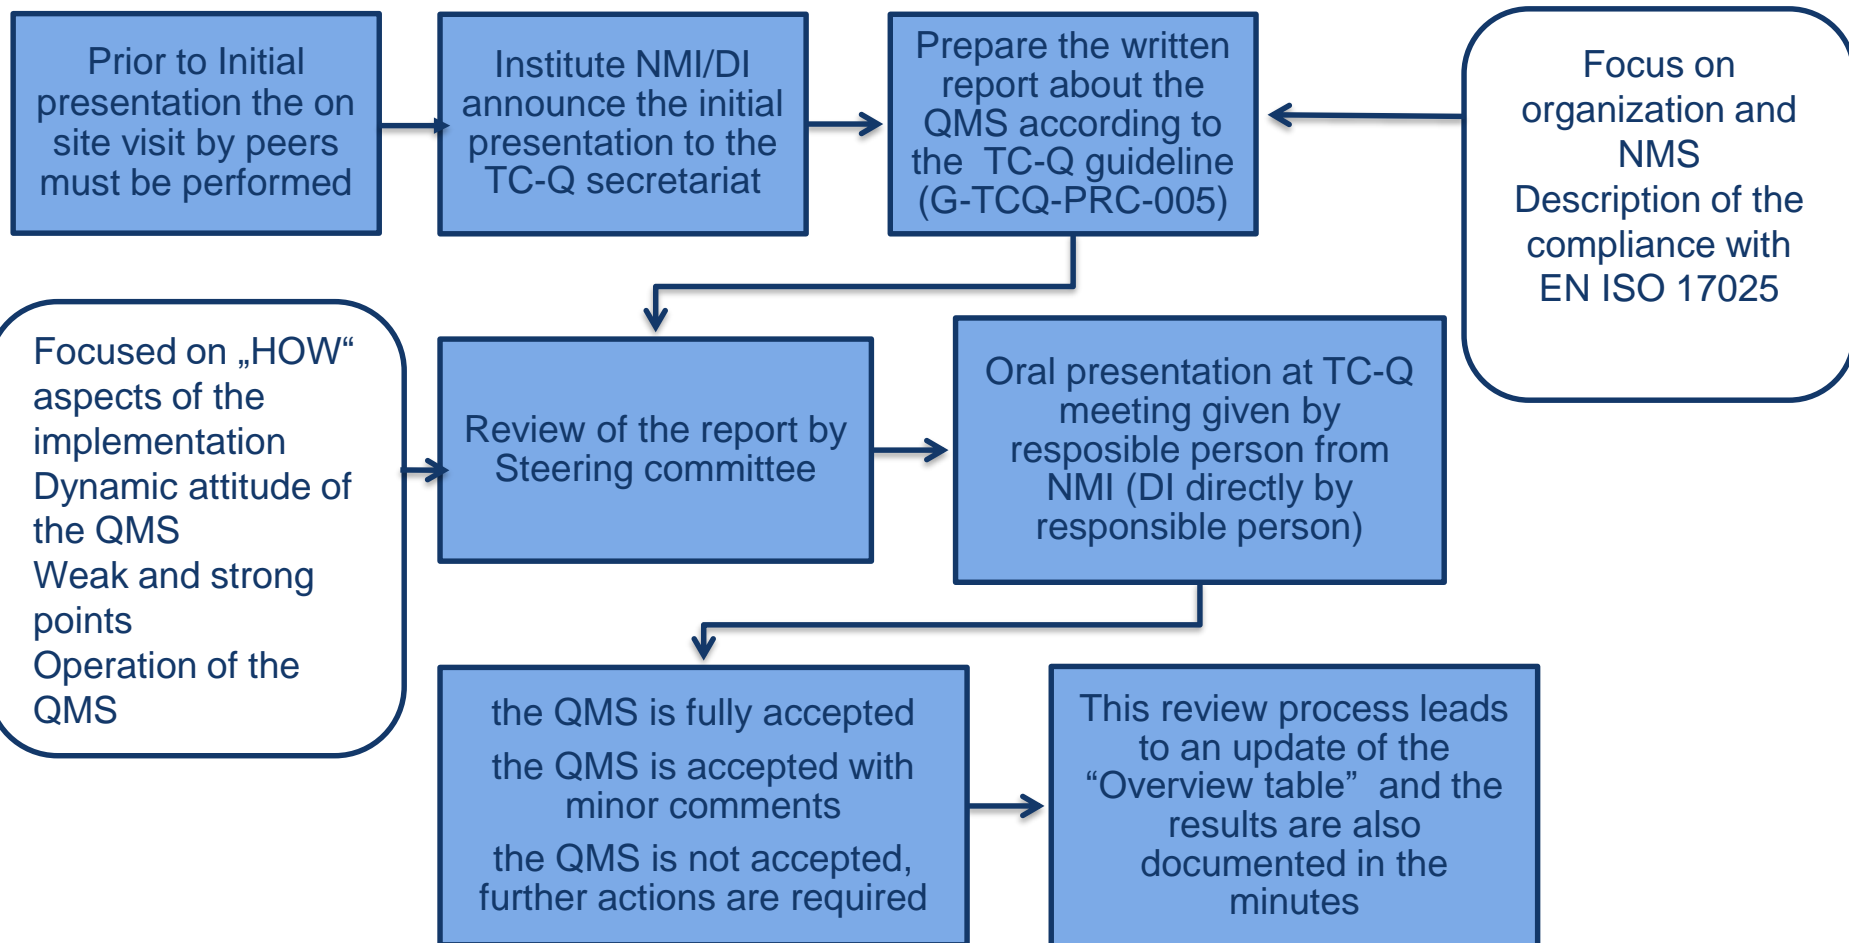 Prior to Initial
presentation the on
site visit by peers
must be performed
Institute NMI/DI
announce the initial
presentation to the
TC-Q secretariat
Prepare the written
report about the
QMS according to
the TC-Q guideline
(G-TCQ-PRC-005)
Focus on
organization and
NMS
Description of the
compliance with
EN ISO 17025
Focused on „HOW“
aspects of the
implementation
Dynamic attitude of
the QMS
Weak and strong
points
Operation of the
QMS
Review of the report by
Steering committee
Oral presentation at TC-Q
meeting given by
resposible person from
NMI (DI directly by
responsible person)
the QMS is fully accepted
the QMS is accepted with
minor comments
the QMS is not accepted,
further actions are required
This review process leads
to an update of the
“Overview table” and the
results are also
documented in the
minutes